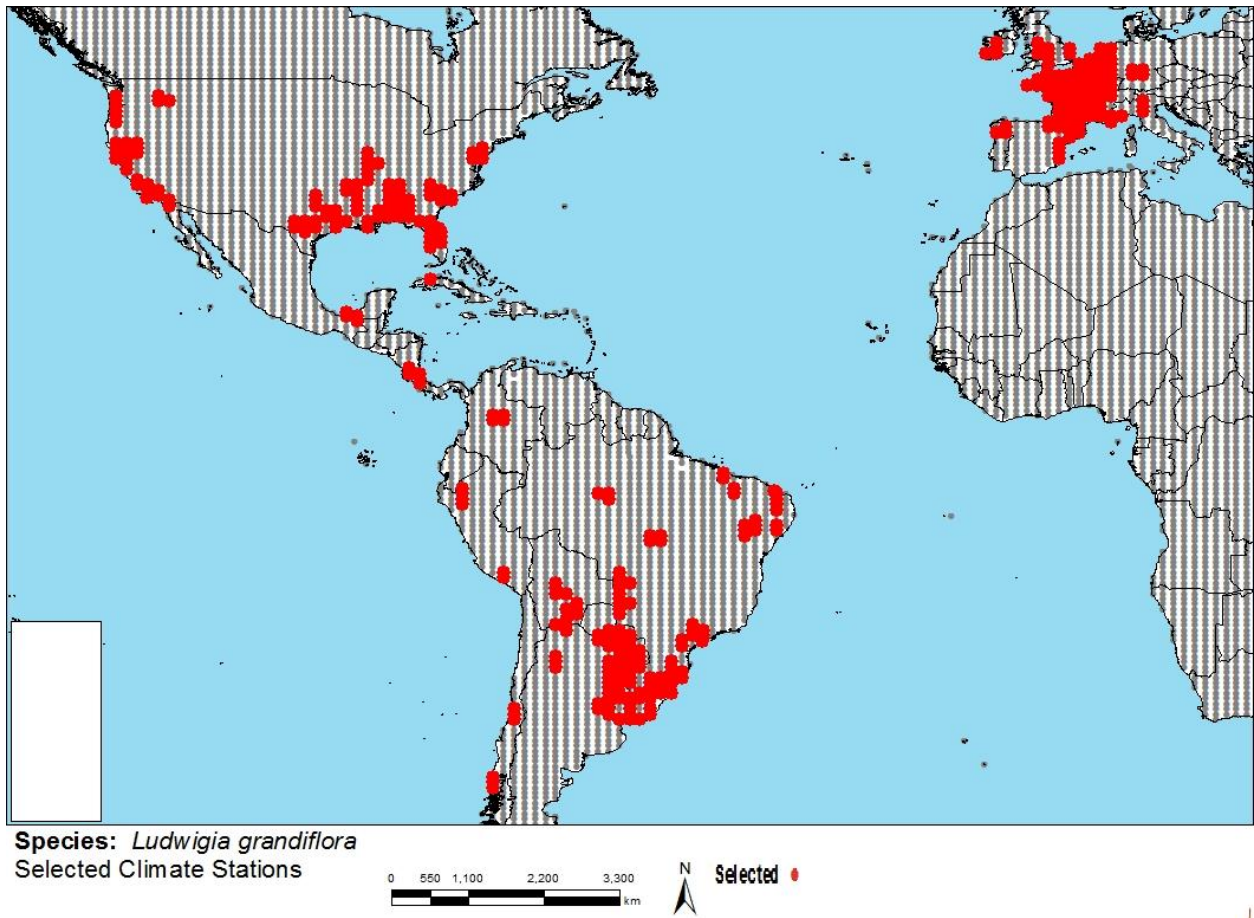 Species: Ludwigia grandiflora
Selected Climate Stations
0 550 1,100 2,200 3,300
km
N
Selected